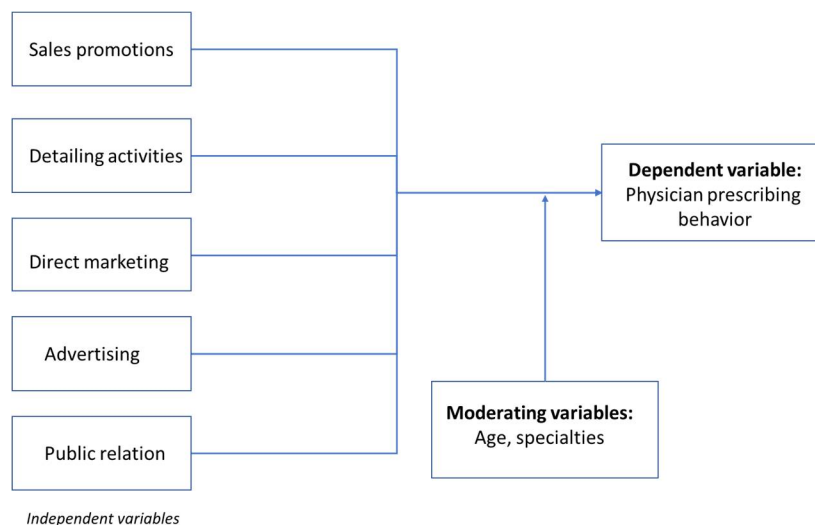 Sales promotions
Detailing activities
Direct marketing
Advertising
Public relation
Independent variables
Dependent variable:
Physician prescribing
behavior
Moderating variables:
Age, specialties